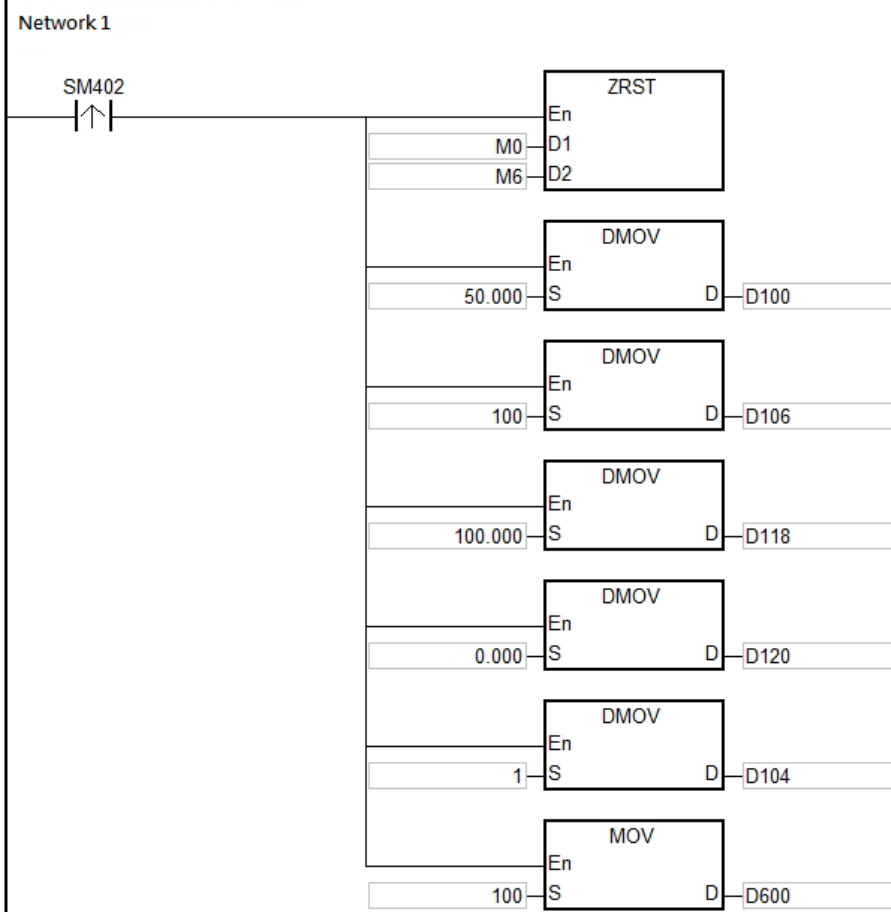 Network 1
SM402
ZRST
En
M0 D1
M6 D2
DMOV
En
50.000 S D D100
DMOV
En
100 S D D106
DMOV
En
100.000 S D D118
DMOV
En
0.000 S D D120
DMOV
En
1 S D D104
MOV
En
100 S D D600